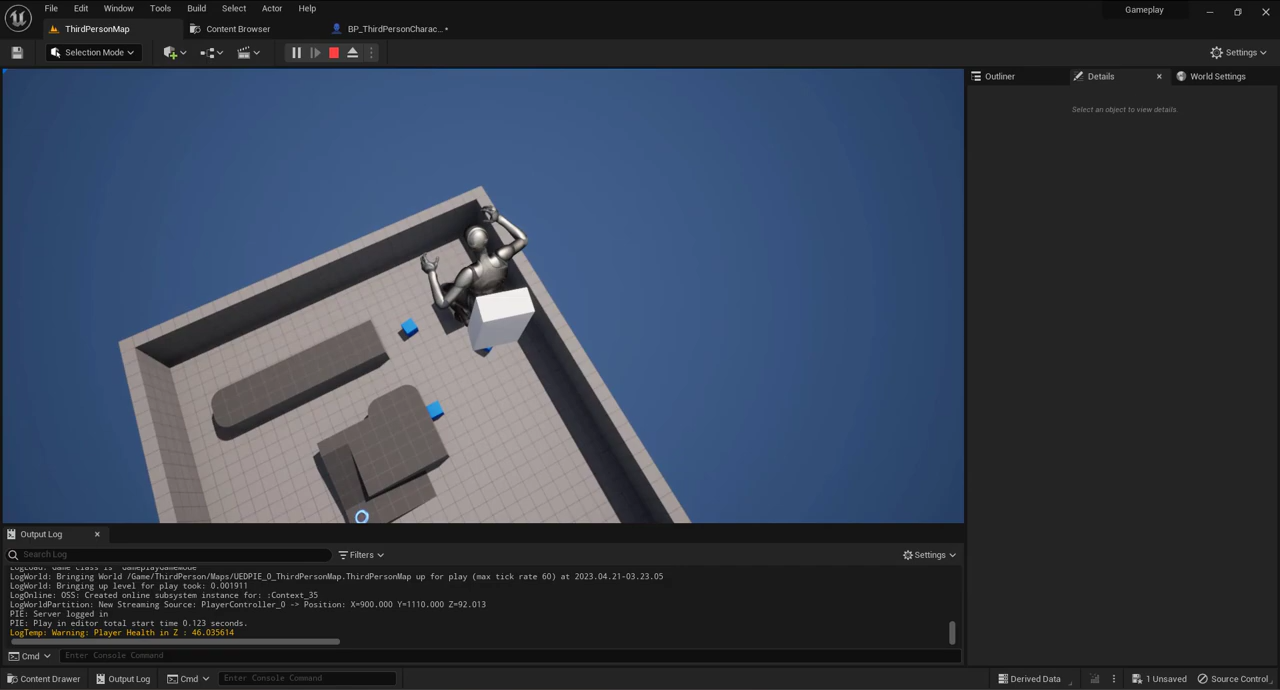 File Edit Window Tools Build Select Actor Help Gameplay
ThirdPersonMap Content Browser BP_ThirdPersonCharac... •
Selection Mode Settings
Outliner Details World Settings
Select an object to view details.
Output Log
Search Log Filters Settings
LogLoad: Game class is 'GameplayGameMode'
LogWorld: Bringing World /Game/ThirdPerson/Maps/UEDPIE_0_ThirdPersonMap.ThirdPersonMap up for play (max tick rate 60) at 2023.04.21-03.23.05
LogWorld: Bringing up level for play took: 0.001911
LogOnline: OSS: Created online subsystem instance for: :Context_35
LogWorldPartition: New Streaming Source: PlayerController_0 -> Position: X=900.000 Y=1110.000 Z=92.013
PIE: Server logged in
PIE: Play in editor total start time 0.123 seconds.
LogTemp: Warning: Player Health in Z : 46.035614
Cmd Enter Console Command
Content Drawer Output Log Cmd Enter Console Command Derived Data 1 Unsaved Source Control